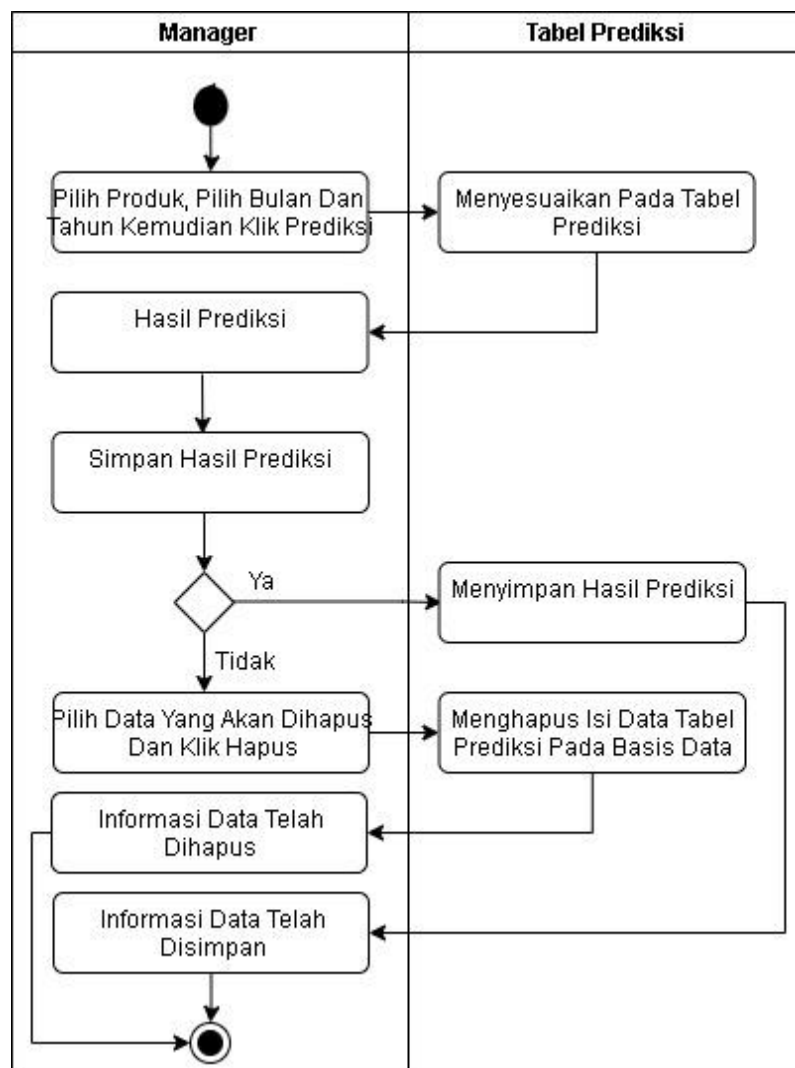 Manager
Tabel Prediksi
Pilih Produk, Pilih Bulan Dan
Tahun Kemudian Klik Prediksi
Menyesuaikan Pada Tabel
Prediksi
Hasil Prediksi
Simpan Hasil Prediksi
Ya
Menyimpan Hasil Prediksi
Tidak
Pilih Data Yang Akan Dihapus
Dan Klik Hapus
Menghapus Isi Data Tabel
Prediksi Pada Basis Data
Informasi Data Telah
Dihapus
Informasi Data Telah
Disimpan